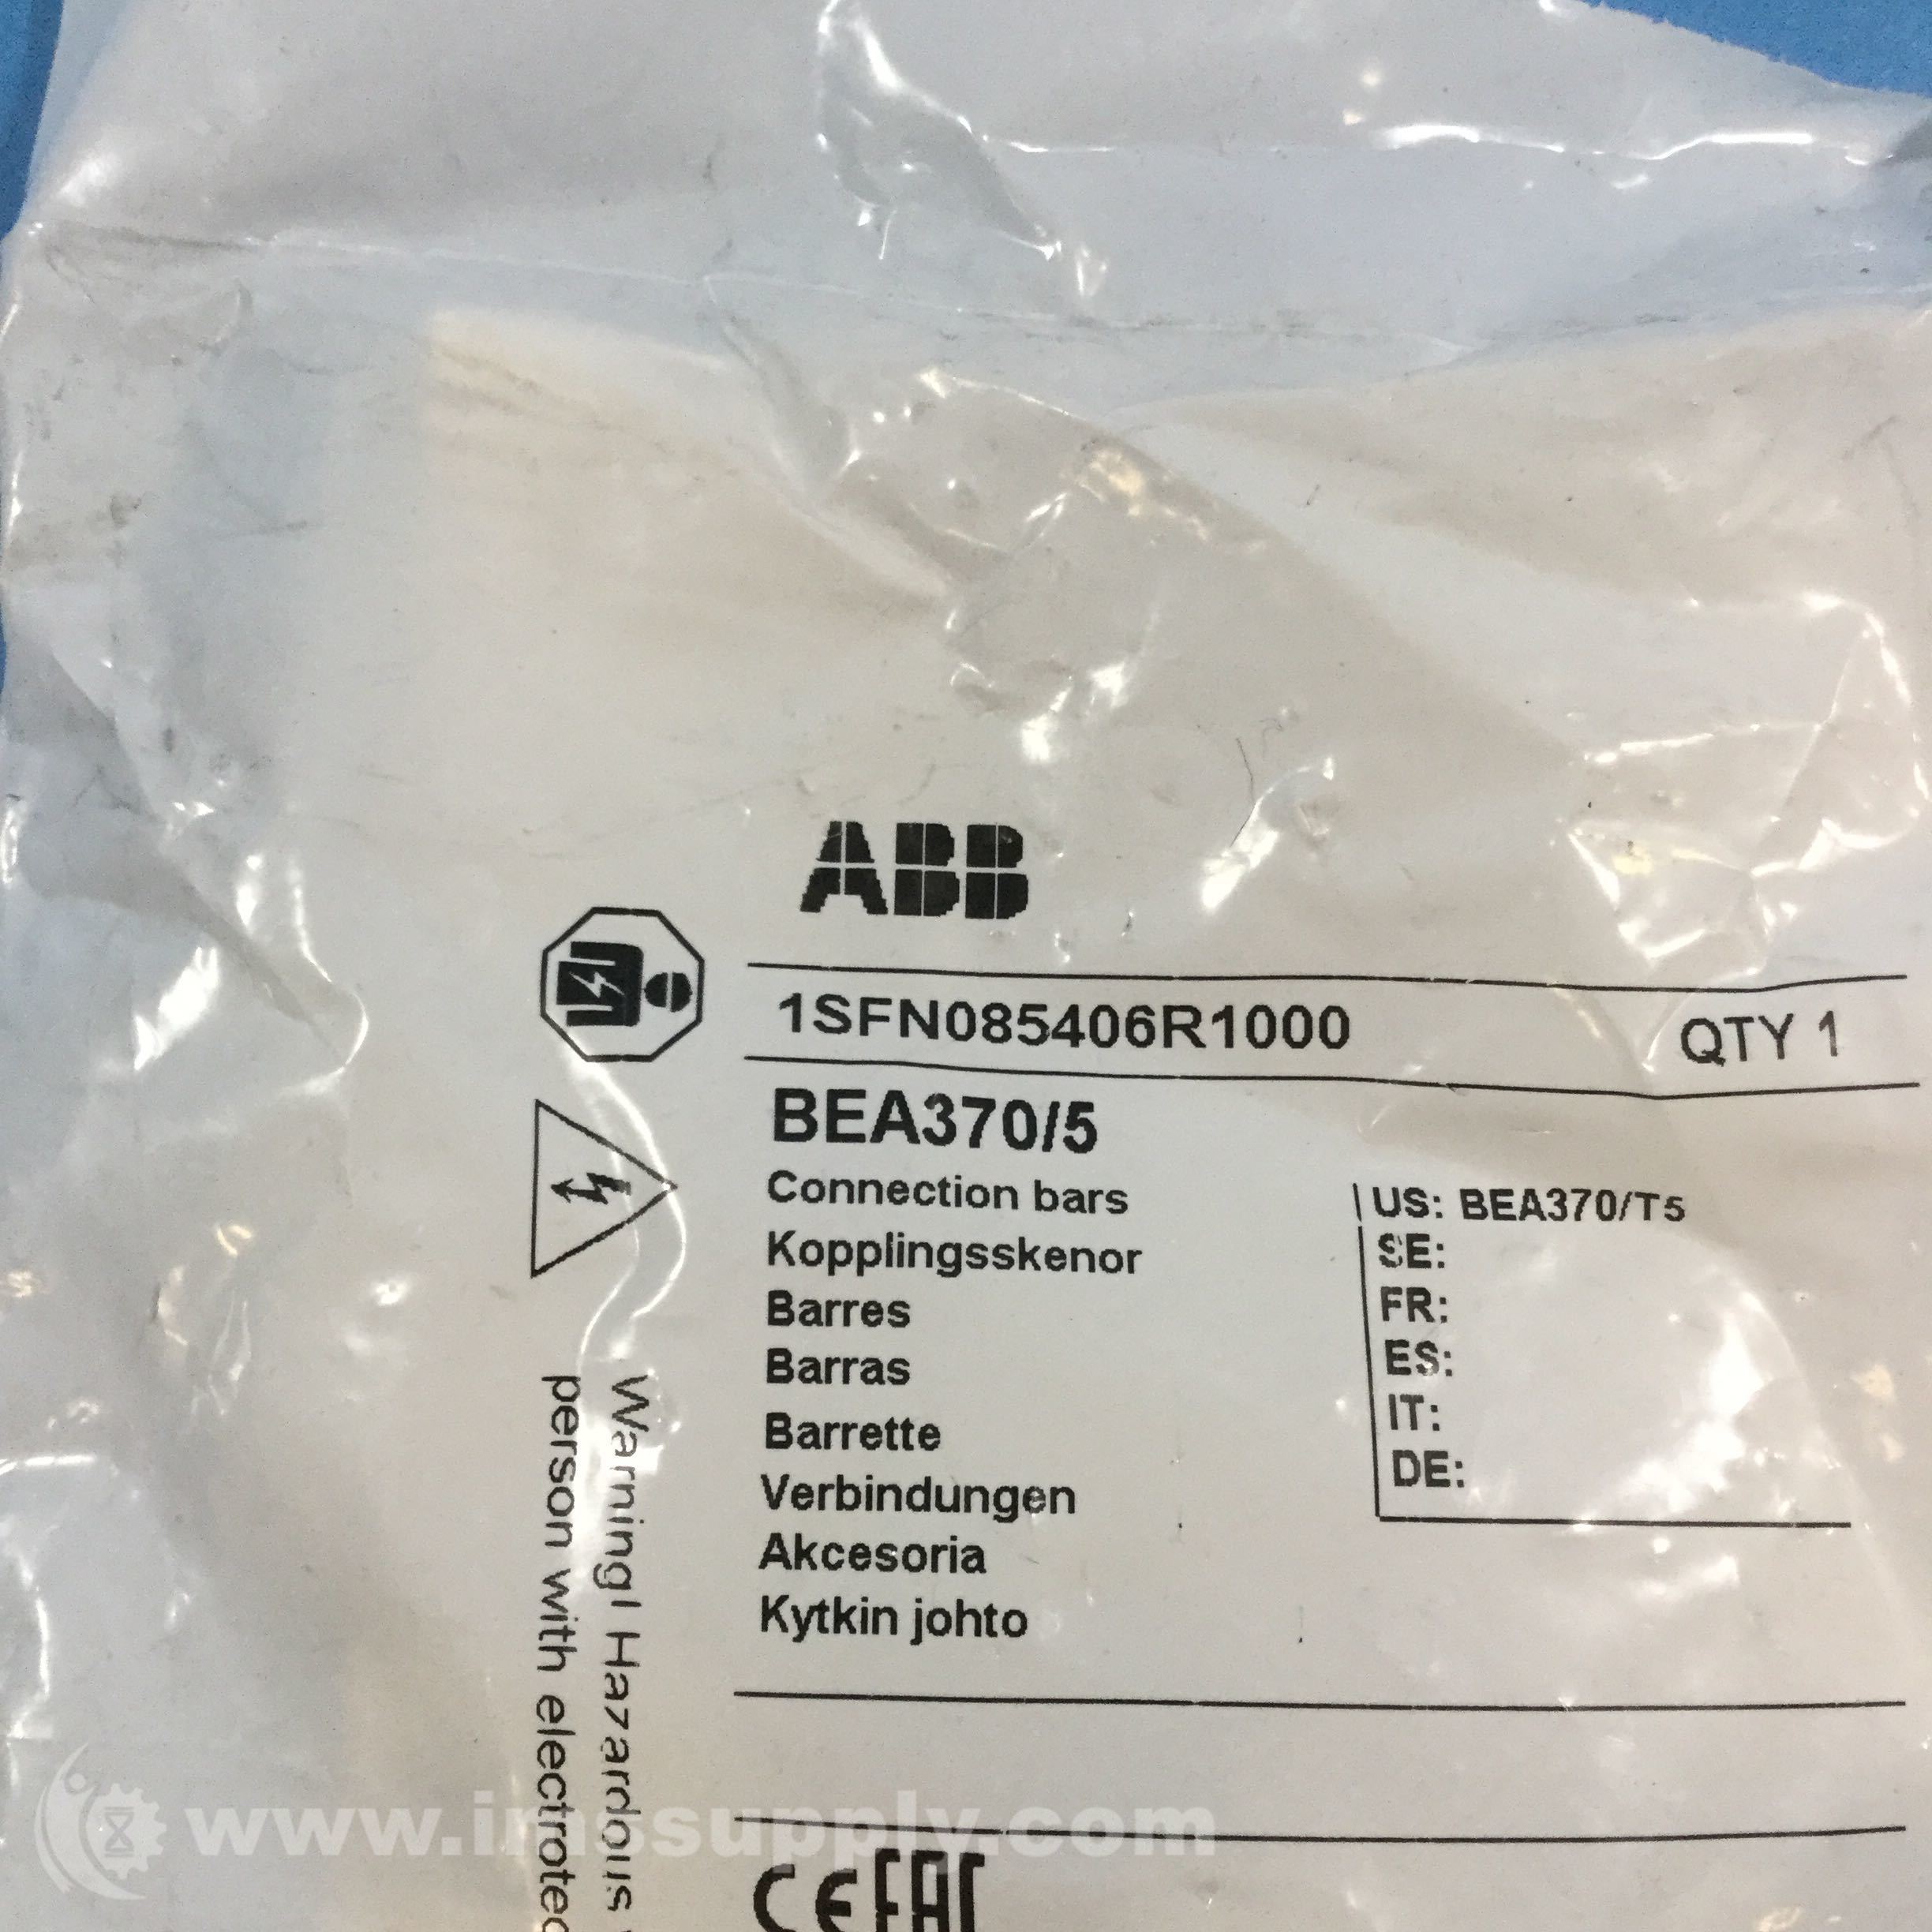 ABB
1SFN085406R1000 QTY 1
BEA370/5
Connection bars
Kopplingsskenor
Barres
Barras
Barrette
Verbindungen
Akcesoria
Kytkin johto
US: BEA370/T5
SE:
FR:
ES:
IT:
DE:
Warning! Hazardous
person with
CE EAC
www.imssupply.com